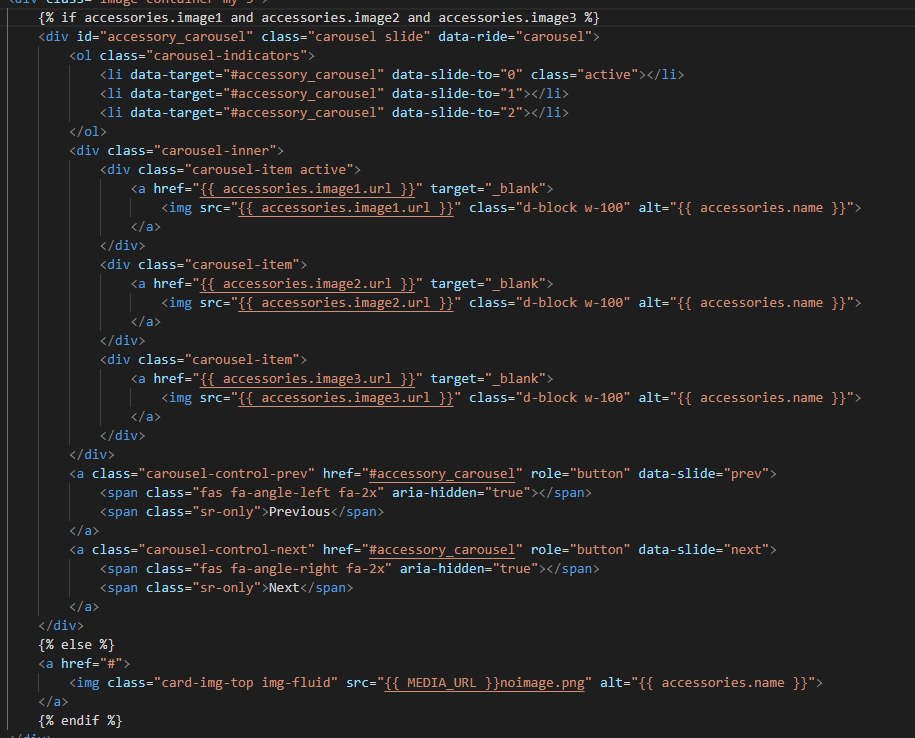 {% if accessories.image1 and accessories.image2 and accessories.image3 %}
<div id="accessory_carousel" class="carousel slide" data-ride="carousel">
<ol class="carousel-indicators">
<li data-target="#accessory_carousel" data-slide-to="0" class="active"></li>
<li data-target="#accessory_carousel" data-slide-to="1"></li>
<li data-target="#accessory_carousel" data-slide-to="2"></li>
</ol>
<div class="carousel-inner">
<div class="carousel-item active">
<a href="{{ accessories.image1.url }}" target="_blank">
<img src="{{ accessories.image1.url }}" class="d-block w-100" alt="{{ accessories.name }}">
</a>
</div>
<div class="carousel-item">
<a href="{{ accessories.image2.url }}" target="_blank">
<img src="{{ accessories.image2.url }}" class="d-block w-100" alt="{{ accessories.name }}">
</a>
</div>
<div class="carousel-item">
<a href="{{ accessories.image3.url }}" target="_blank">
<img src="{{ accessories.image3.url }}" class="d-block w-100" alt="{{ accessories.name }}">
</a>
</div>
</div>
<a class="carousel-control-prev" href="#accessory_carousel" role="button" data-slide="prev">
<span class="fas fa-angle-left fa-2x" aria-hidden="true"></span>
<span class="sr-only">Previous</span>
</a>
<a class="carousel-control-next" href="#accessory_carousel" role="button" data-slide="next">
<span class="fas fa-angle-right fa-2x" aria-hidden="true"></span>
<span class="sr-only">Next</span>
</a>
</div>
{% else %}
<a href="#">
<img class="card-img-top img-fluid" src="{{ MEDIA_URL }}noimage.png" alt="{{ accessories.name }}">
</a>
{% endif %}